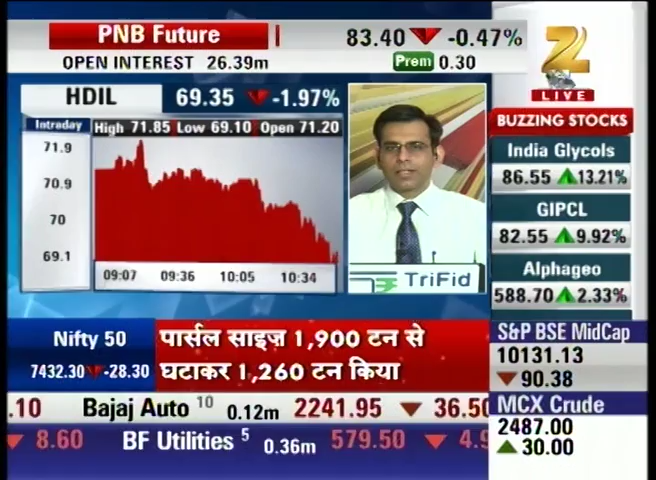 PNB Future 83.40 -0.47%
OPEN INTEREST 26.39m Prem 0.30
LIVE
HDIL 69.35 -1.97%
Intraday High 71.85 Low 69.10 Open 71.20
71.9
70.9
70
69.1
09:07 09:36 10:05 10:34
TriFid
BUZZING STOCKS
India Glycols
86.55 13.21%
GIPCL
82.55 9.92%
Alphageo
588.70 2.33%
Nifty 50
7432.30 -28.30
पार्सल साइज़ 1,900 टन से
घटाकर 1,260 टन किया
S&P BSE MidCap
10131.13
90.38
MCX Crude
2487.00
30.00
.10 Bajaj Auto 10 0.12m 2241.95 36.50
8.60 BF Utilities 5 0.36m 579.50 4.9